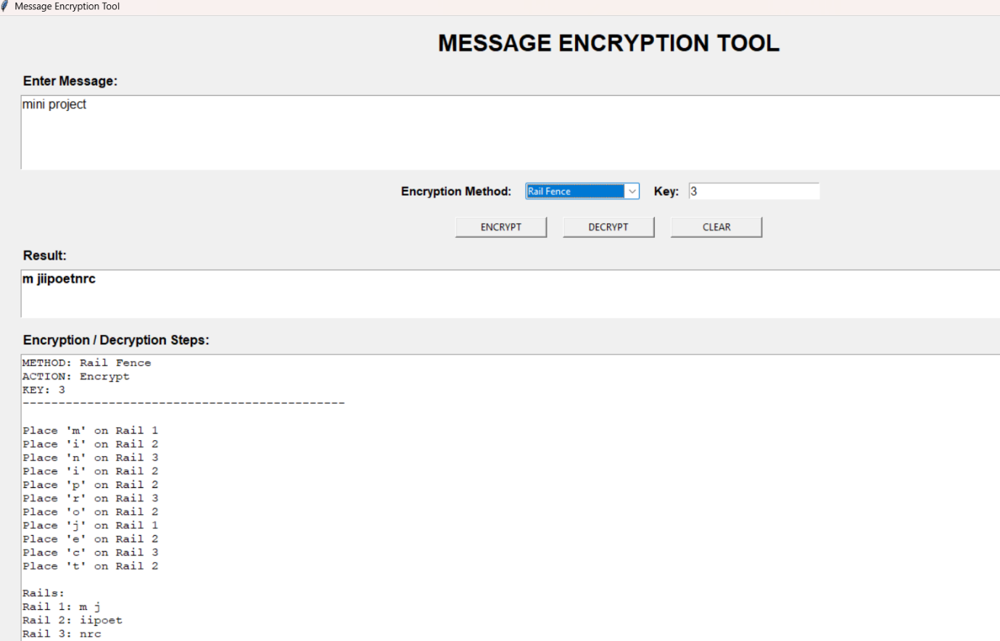 Message Encryption Tool
MESSAGE ENCRYPTION TOOL
Enter Message:
mini project
Encryption Method: Rail Fence Key: 3
ENCRYPT DECRYPT CLEAR
Result:
m jiipoetnrc
Encryption / Decryption Steps:
METHOD: Rail Fence
ACTION: Encrypt
KEY: 3
---------------------------------------------
Place 'm' on Rail 1
Place 'i' on Rail 2
Place 'n' on Rail 3
Place 'i' on Rail 2
Place 'p' on Rail 2
Place 'r' on Rail 3
Place 'o' on Rail 2
Place 'j' on Rail 1
Place 'e' on Rail 2
Place 'c' on Rail 3
Place 't' on Rail 2
Rails:
Rail 1: m j
Rail 2: iipoet
Rail 3: nrc